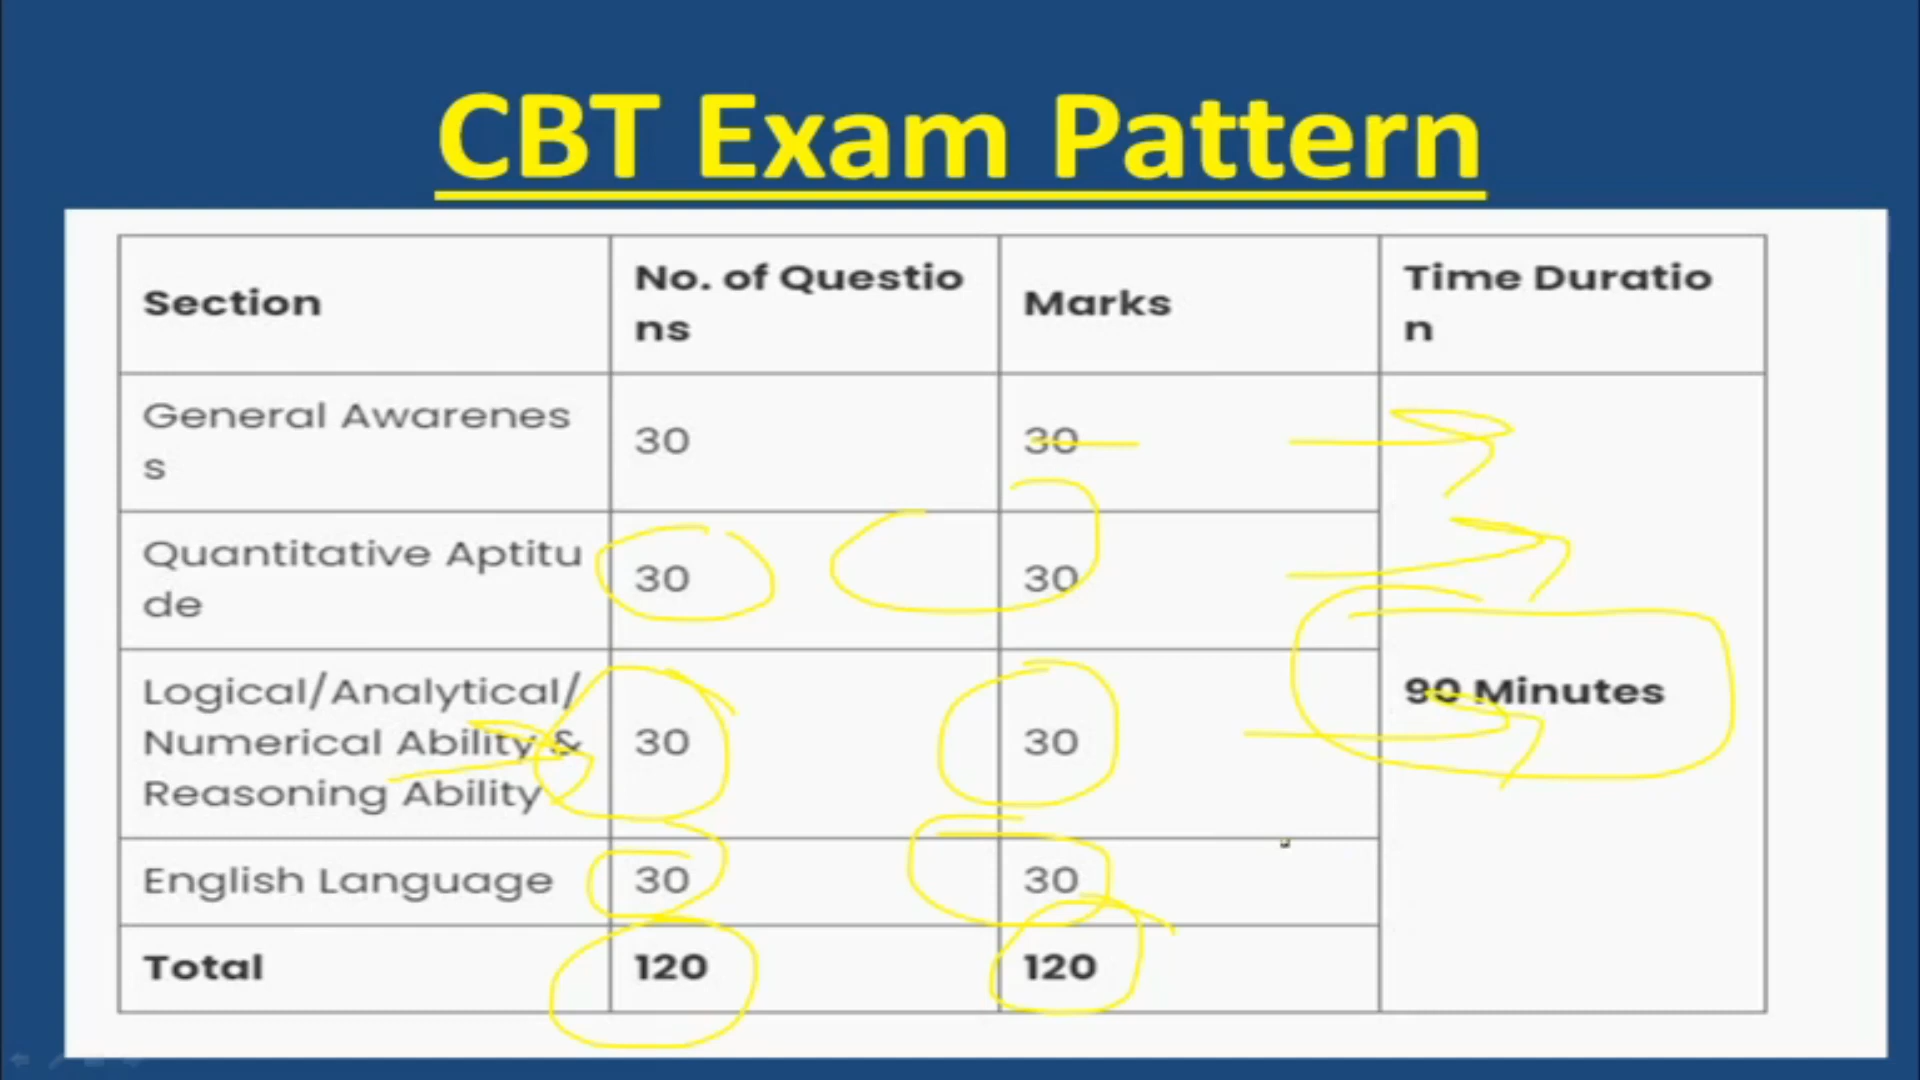 CBT Exam Pattern
Section
No. of Questio
ns
Marks
Time Duratio
n
General Awarenes
s
30
30
Quantitative Aptitu
de
30
30
Logical/Analytical/
Numerical Ability &
Reasoning Ability
30
30
90 Minutes
English Language
30
30
Total
120
120